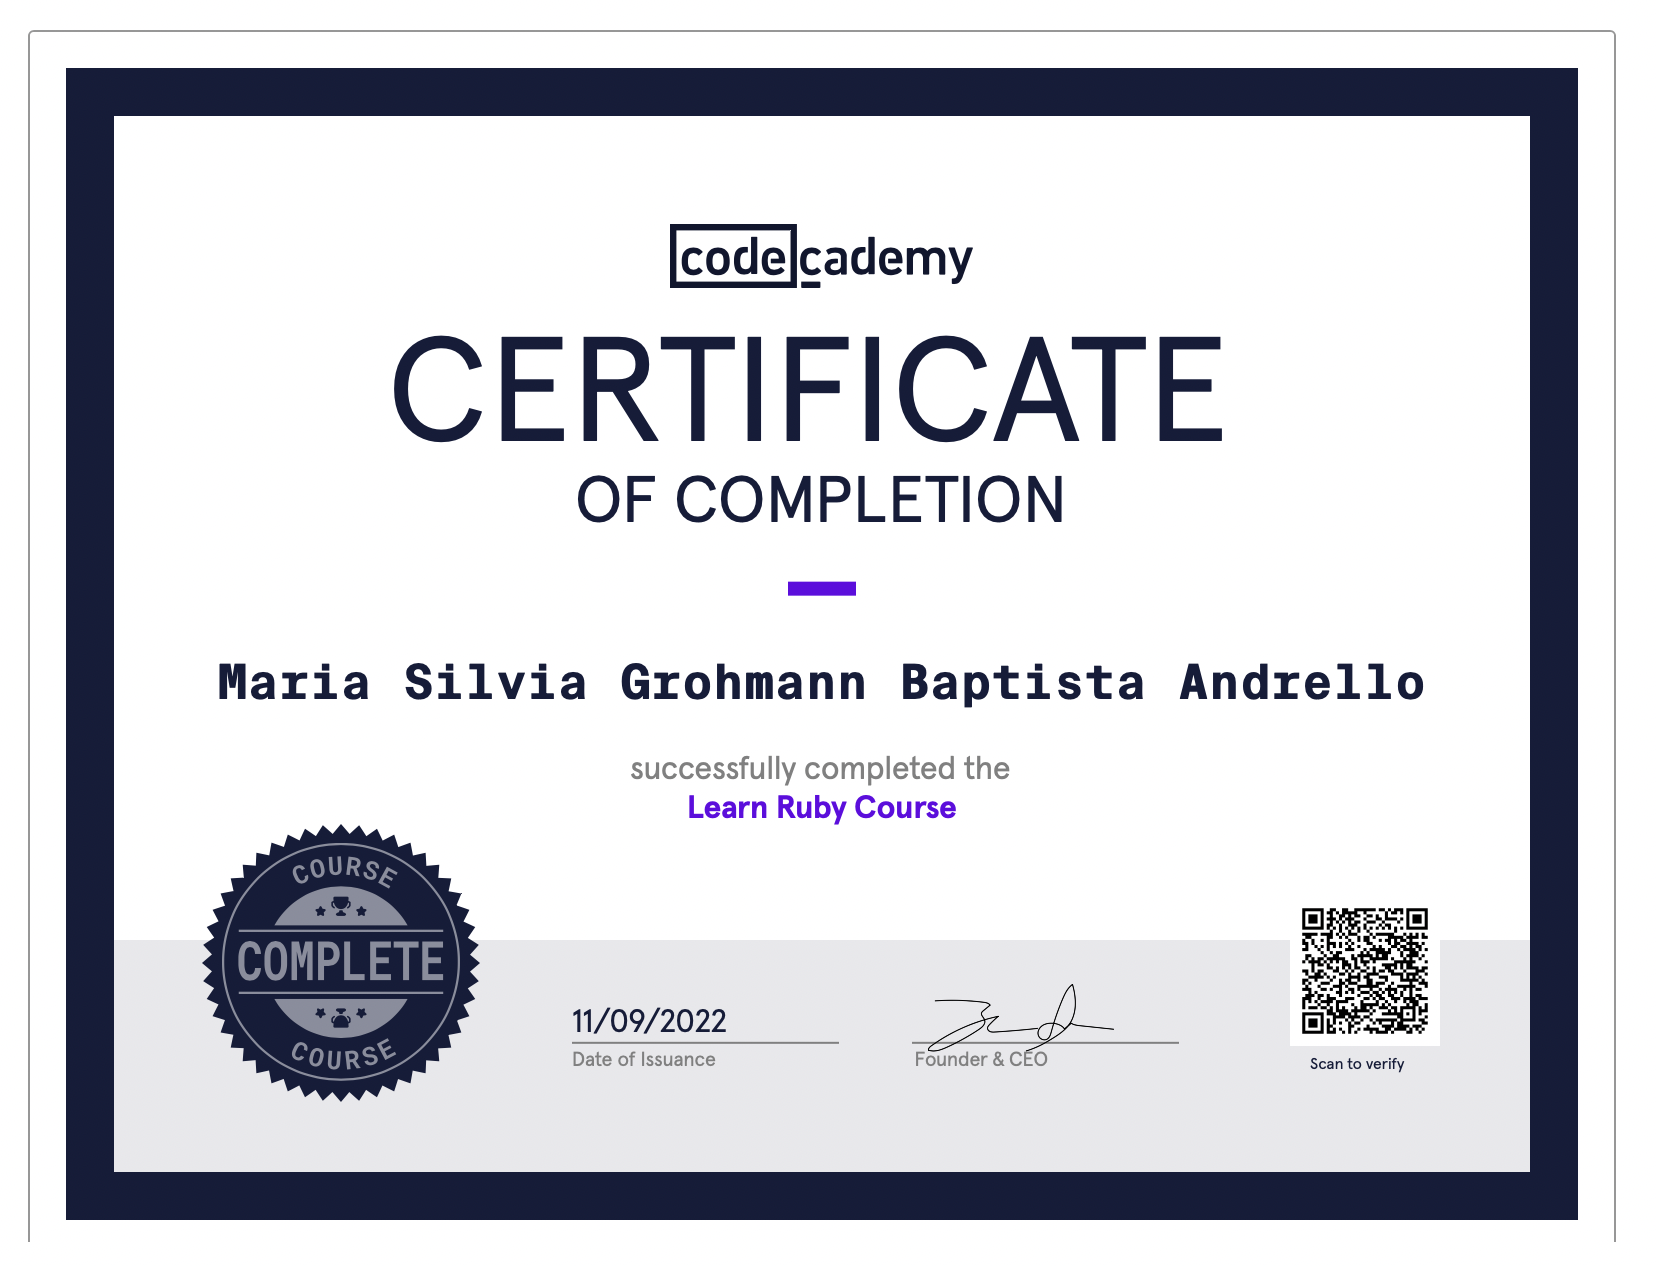 codecademy
CERTIFICATE
OF COMPLETION
Maria Silvia Grohmann Baptista Andrello
successfully completed the
Learn Ruby Course
COURSE
COMPLETE
COURSE
11/09/2022
Date of Issuance
Founder & CEO
Scan to verify